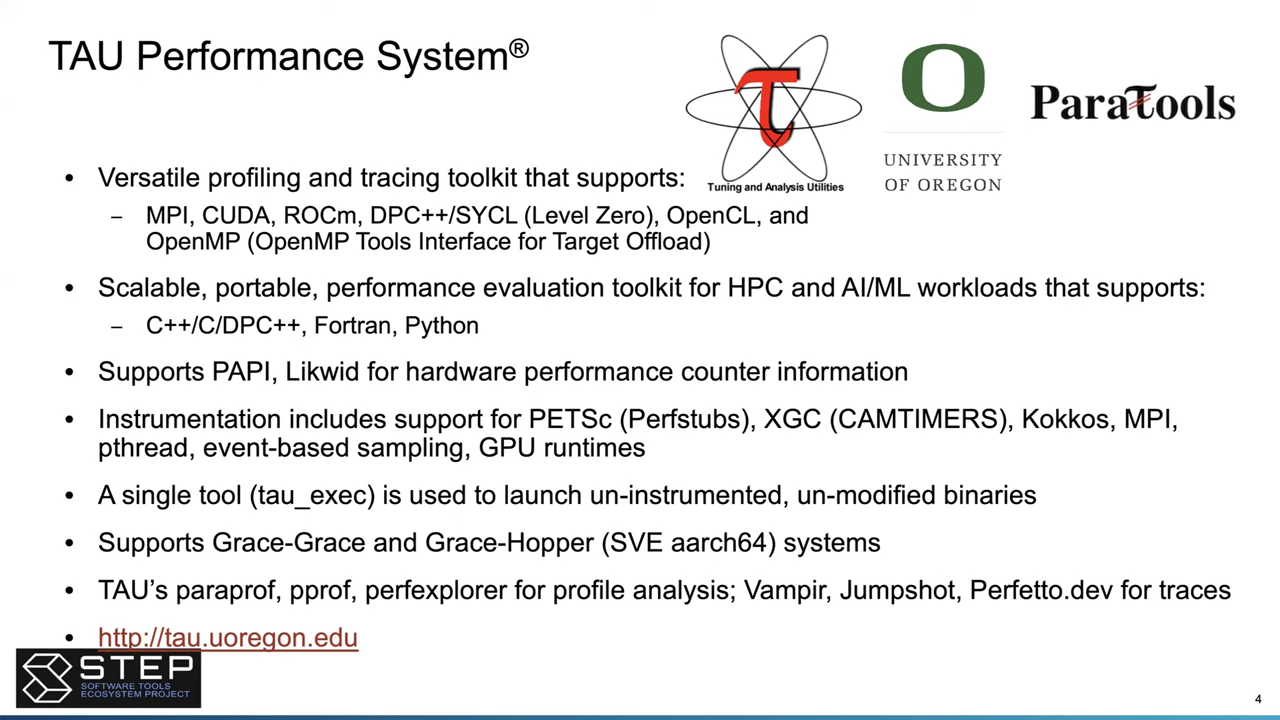 TAU Performance System®
τ
Tuning and Analysis Utilities
O
UNIVERSITY
OF OREGON
ParaTools
• Versatile profiling and tracing toolkit that supports:
– MPI, CUDA, ROCm, DPC++/SYCL (Level Zero), OpenCL, and
OpenMP (OpenMP Tools Interface for Target Offload)
• Scalable, portable, performance evaluation toolkit for HPC and AI/ML workloads that supports:
– C++/C/DPC++, Fortran, Python
• Supports PAPI, Likwid for hardware performance counter information
• Instrumentation includes support for PETSc (Perfstubs), XGC (CAMTIMERS), Kokkos, MPI,
pthread, event-based sampling, GPU runtimes
• A single tool (tau_exec) is used to launch un-instrumented, un-modified binaries
• Supports Grace-Grace and Grace-Hopper (SVE aarch64) systems
• TAU’s paraprof, pprof, perfexplorer for profile analysis; Vampir, Jumpshot, Perfetto.dev for traces
• http://tau.uoregon.edu
STEP
SOFTWARE TOOLS
ECOSYSTEM PROJECT
4